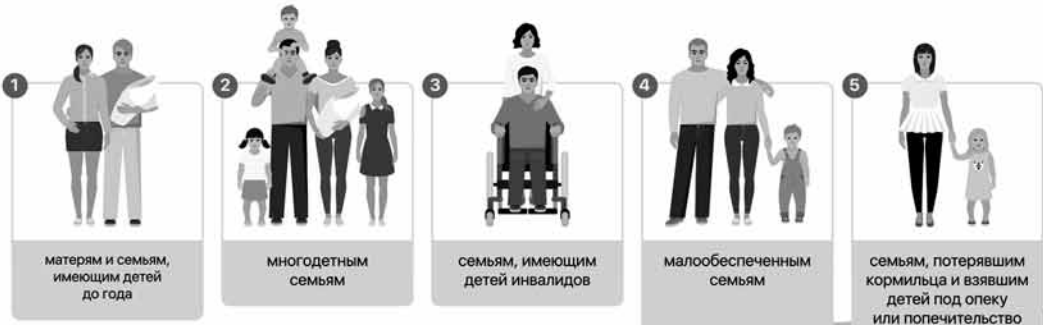 1
матерям и семьям,
имеющим детей
до года
2
многодетным
семьям
3
семьям, имеющим
детей инвалидов
4
малообеспеченным
семьям
5
семьям, потерявшим
кормильца и взявшим
детей под опеку
или попечительство